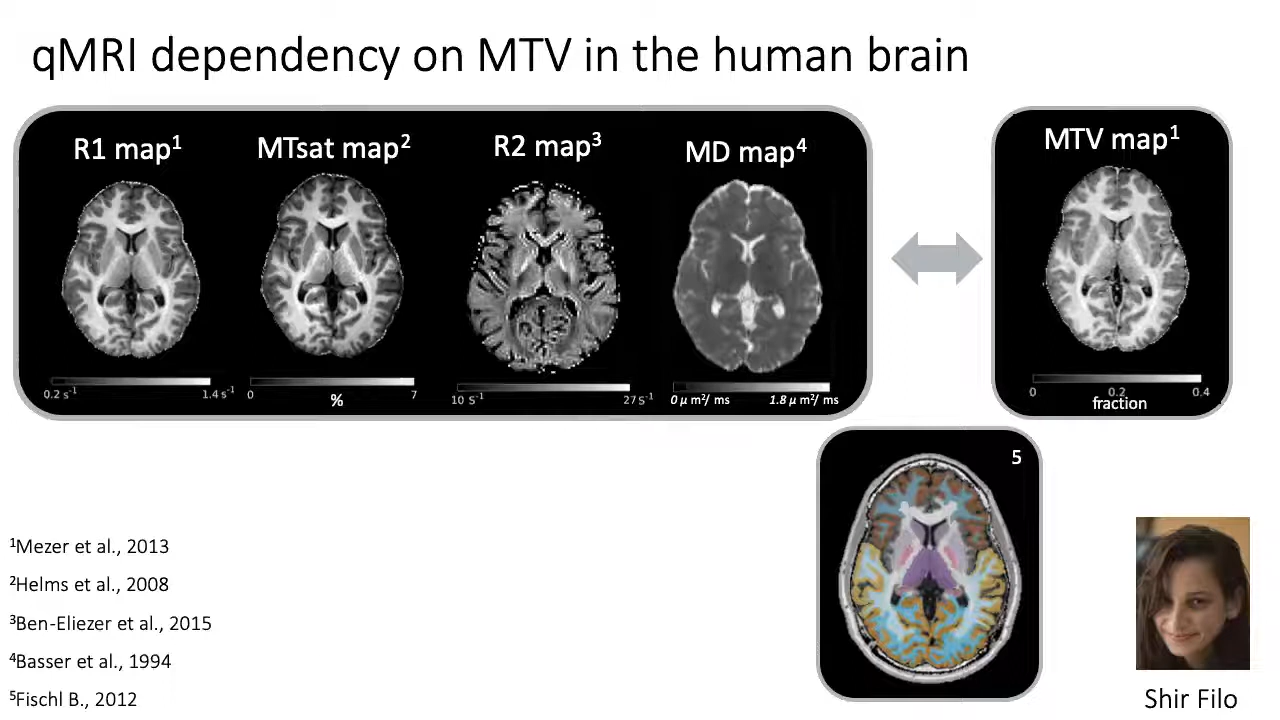 qMRI dependency on MTV in the human brain
R1 map¹
MTsat map²
R2 map³
MD map⁴
MTV map¹
0.2 s⁻¹
1.4 s⁻¹
0
7
%
10 S⁻¹
27S⁻¹
0 μ m²/ ms
1.8 μ m²/ ms
0
0.2
0.4
fraction
5
¹Mezer et al., 2013
²Helms et al., 2008
³Ben-Eliezer et al., 2015
⁴Basser et al., 1994
⁵Fischl B., 2012
Shir Filo